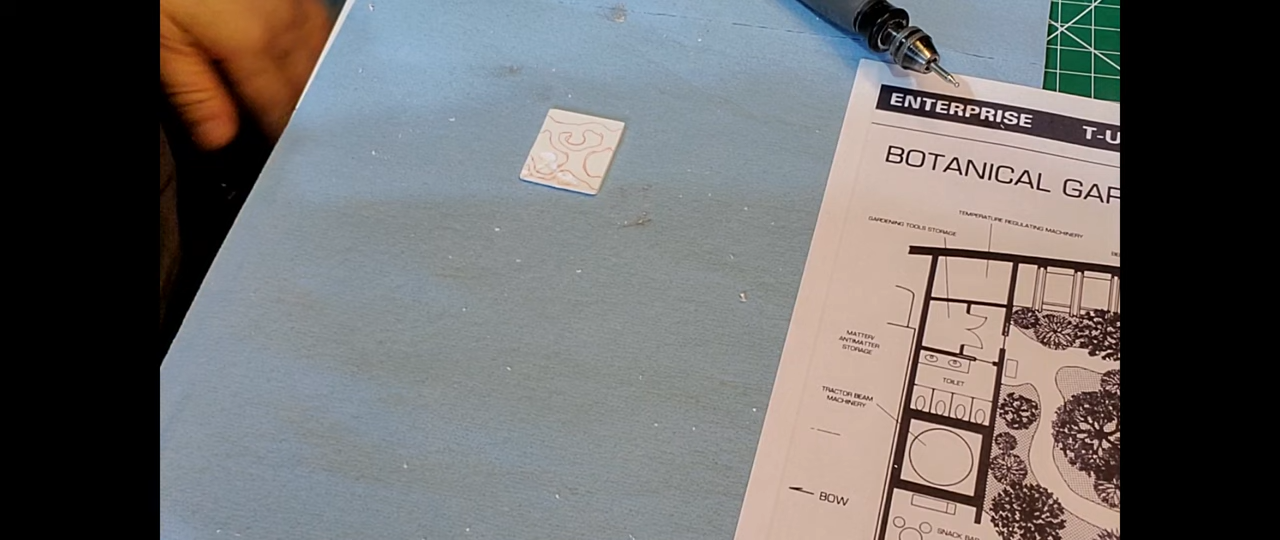 ENTERPRISE T-U
BOTANICAL GAR
TEMPERATURE REGULATING MACHINERY
GARDENING TOOLS STORAGE
MATTER/
ANTIMATTER
STORAGE
TOILET
TRACTOR BEAM
MACHINERY
BOW
SNACK BAR